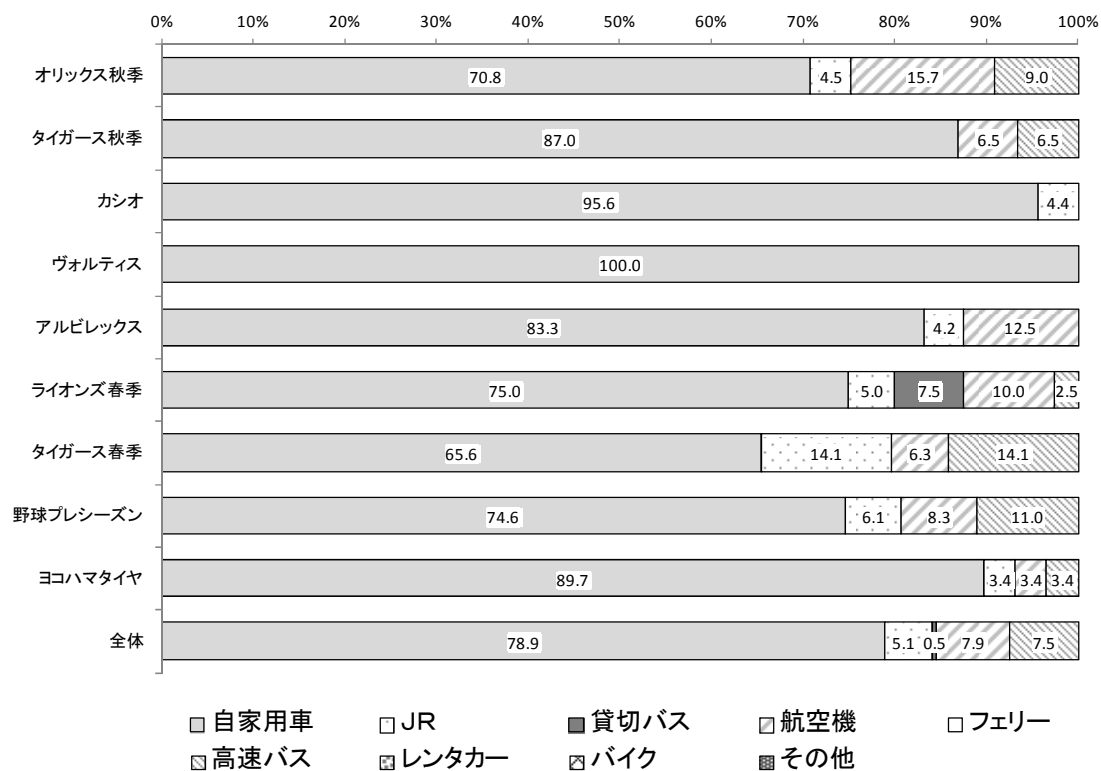 0% 10% 20% 30% 40% 50% 60% 70% 80% 90% 100%
オリックス秋季 70.8 4.5 15.7 9.0
タイガース秋季 87.0 6.5 6.5
カシオ 95.6 4.4
ヴォルティス 100.0
アルビレックス 83.3 4.2 12.5
ライオンズ春季 75.0 5.0 7.5 10.0 2.5
タイガース春季 65.6 14.1 6.3 14.1
野球プレシーズン 74.6 6.1 8.3 11.0
ヨコハマタイヤ 89.7 3.4 3.4 3.4
全体 78.9 5.1 0.5 7.9 7.5
自家用車 JR 貸切バス 航空機 フェリー
高速バス レンタカー バイク その他